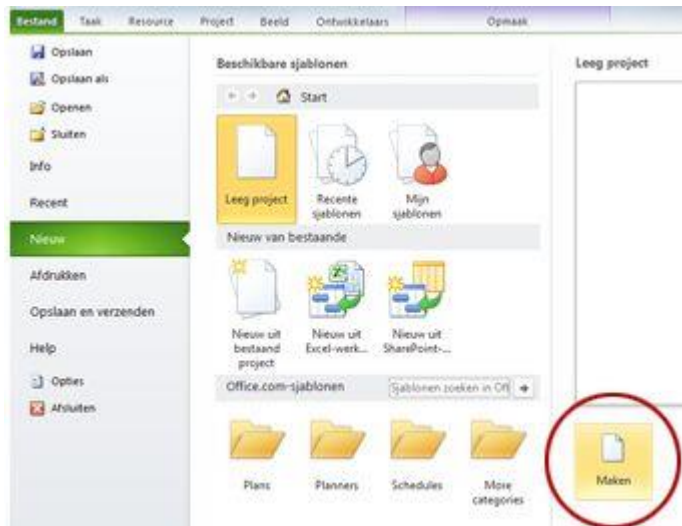 Bestand Taak Resource Project Beeld Ontwikkelaars Opmaak
Opslaan
Opslaan als
Openen
Sluiten
Info
Recent
Nieuw
Afdrukken
Opslaan en verzenden
Help
Opties
Afsluiten
Beschikbare sjablonen
Start
Leeg project
Recente
sjablonen
Mijn
sjablonen
Nieuw van bestaande
Nieuw uit
bestaand
project
Nieuw uit
Excel-werk...
Nieuw uit
SharePoint-...
Office.com-sjablonen
Sjablonen zoeken in Off
Plans
Planners
Schedules
More
categories
Leeg project
Maken